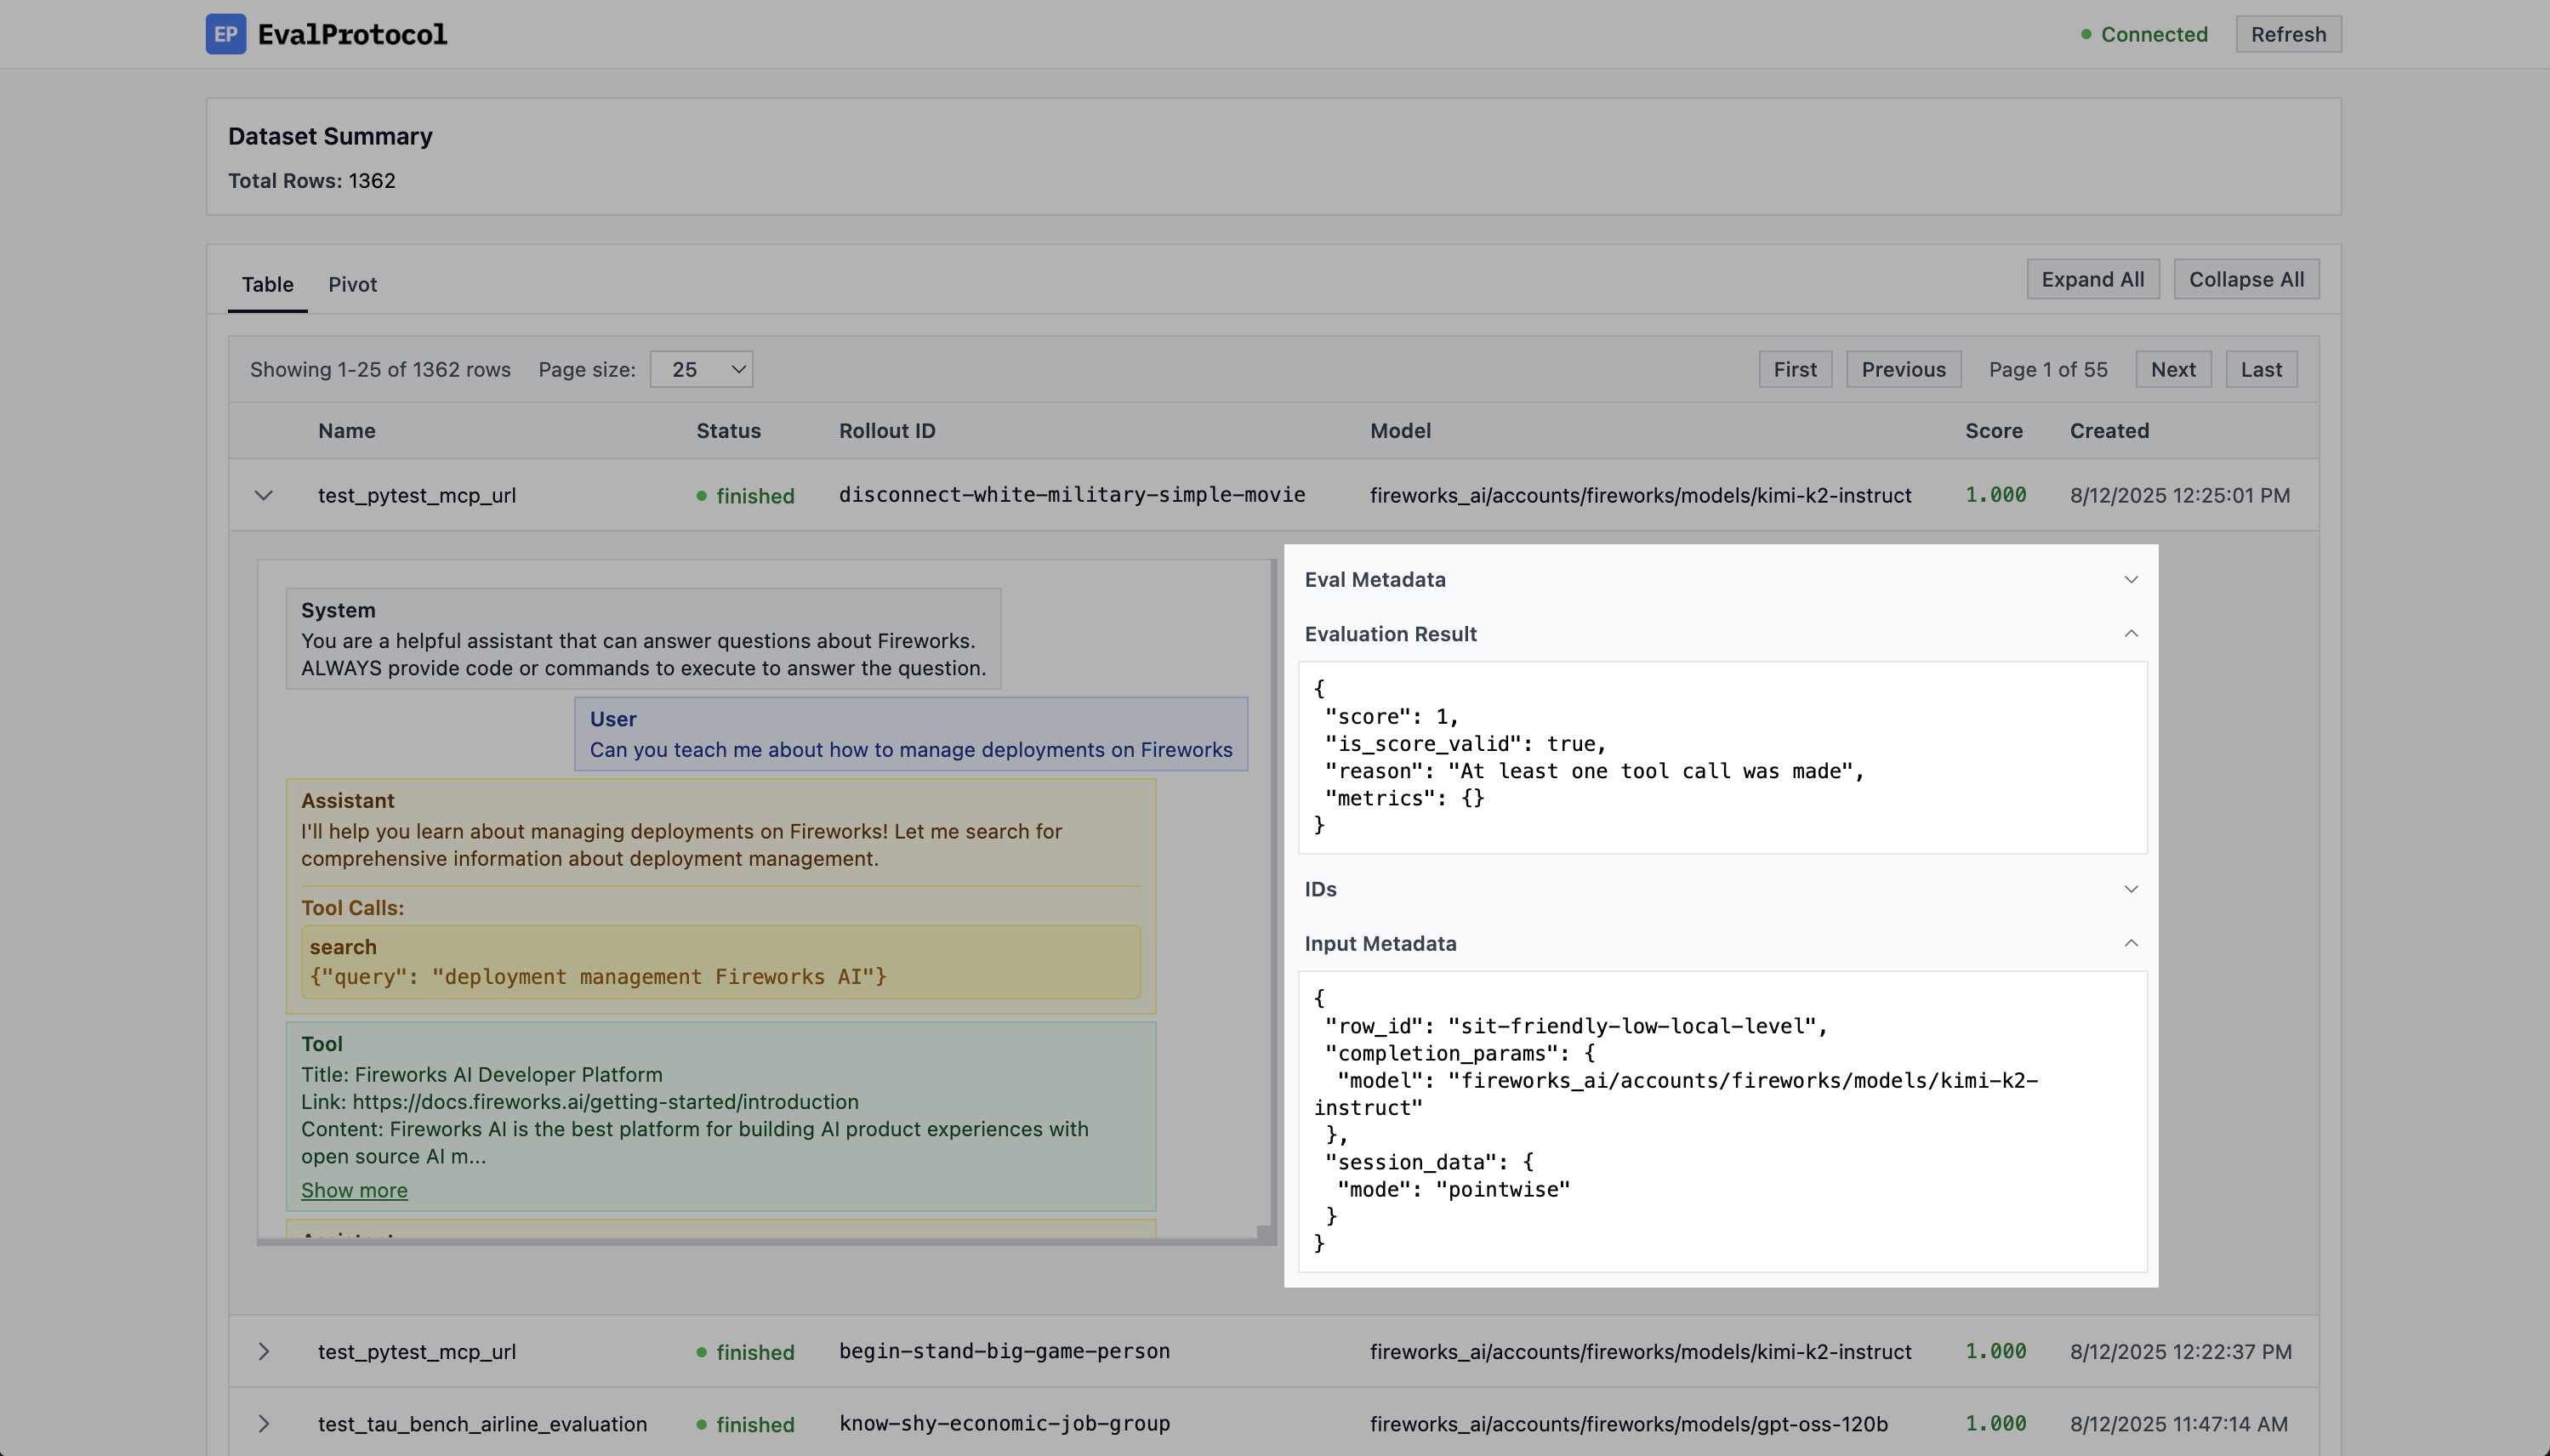 EP EvalProtocol
Connected Refresh
Dataset Summary
Total Rows: 1362
Table Pivot Expand All Collapse All
Showing 1-25 of 1362 rows Page size: 25 First Previous Page 1 of 55 Next Last
Name Status Rollout ID Model Score Created
test_pytest_mcp_url finished disconnect-white-military-simple-movie fireworks_ai/accounts/fireworks/models/kimi-k2-instruct 1.000 8/12/2025 12:25:01 PM
System
You are a helpful assistant that can answer questions about Fireworks.
ALWAYS provide code or commands to execute to answer the question.
User
Can you teach me about how to manage deployments on Fireworks
Assistant
I'll help you learn about managing deployments on Fireworks! Let me search for
comprehensive information about deployment management.
Tool Calls:
search
{"query": "deployment management Fireworks AI"}
Tool
Title: Fireworks AI Developer Platform
Link: https://docs.fireworks.ai/getting-started/introduction
Content: Fireworks AI is the best platform for building AI product experiences with
open source AI m...
Show more
Eval Metadata
Evaluation Result
{
"score": 1,
"is_score_valid": true,
"reason": "At least one tool call was made",
"metrics": {}
}
IDs
Input Metadata
{
"row_id": "sit-friendly-low-local-level",
"completion_params": {
"model": "fireworks_ai/accounts/fireworks/models/kimi-k2-
instruct"
},
"session_data": {
"mode": "pointwise"
}
}
test_pytest_mcp_url finished begin-stand-big-game-person fireworks_ai/accounts/fireworks/models/kimi-k2-instruct 1.000 8/12/2025 12:22:37 PM
test_tau_bench_airline_evaluation finished know-shy-economic-job-group fireworks_ai/accounts/fireworks/models/gpt-oss-120b 1.000 8/12/2025 11:47:14 AM